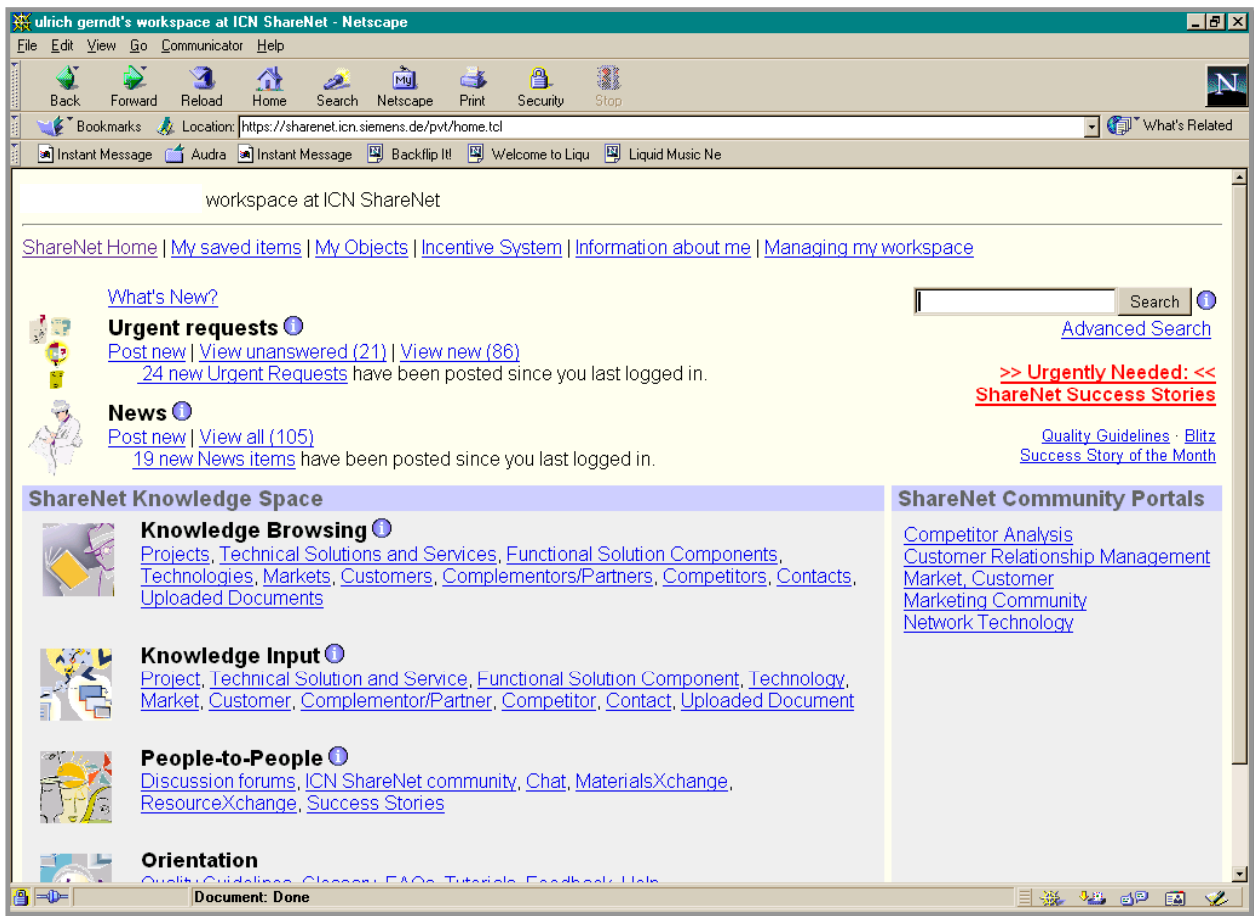 ulrich gerndt's workspace at ICN ShareNet - Netscape
File Edit View Go Communicator Help
My
N
Back Forward Reload Home Search Netscape Print Security Stop
Bookmarks Location: https://sharenet.icn.siemens.de/pvt/home.tcl What's Related
Instant Message Audra Instant Message Backflip It! Welcome to Liqu Liquid Music Ne
workspace at ICN ShareNet
ShareNet Home | My saved items | My Objects | Incentive System | Information about me | Managing my workspace
What's New?
Search
Urgent requests
Advanced Search
Post new | View unanswered (21) | View new (86)
24 new Urgent Requests have been posted since you last logged in.
>> Urgently Needed: <<
ShareNet Success Stories
News
Post new | View all (105)
19 new News items have been posted since you last logged in.
Quality Guidelines · Blitz
Success Story of the Month
ShareNet Knowledge Space
Knowledge Browsing
Projects, Technical Solutions and Services, Functional Solution Components,
Technologies, Markets, Customers, Complementors/Partners, Competitors, Contacts,
Uploaded Documents
Knowledge Input
Project, Technical Solution and Service, Functional Solution Component, Technology,
Market, Customer, Complementor/Partner, Competitor, Contact, Uploaded Document
People-to-People
Discussion forums, ICN ShareNet community, Chat, MaterialsXchange,
ResourceXchange, Success Stories
Orientation
Quality Guidelines, Glossary, FAQs, Tutorials, Feedback, Help
ShareNet Community Portals
Competitor Analysis
Customer Relationship Management
Market, Customer
Marketing Community
Network Technology
Document: Done